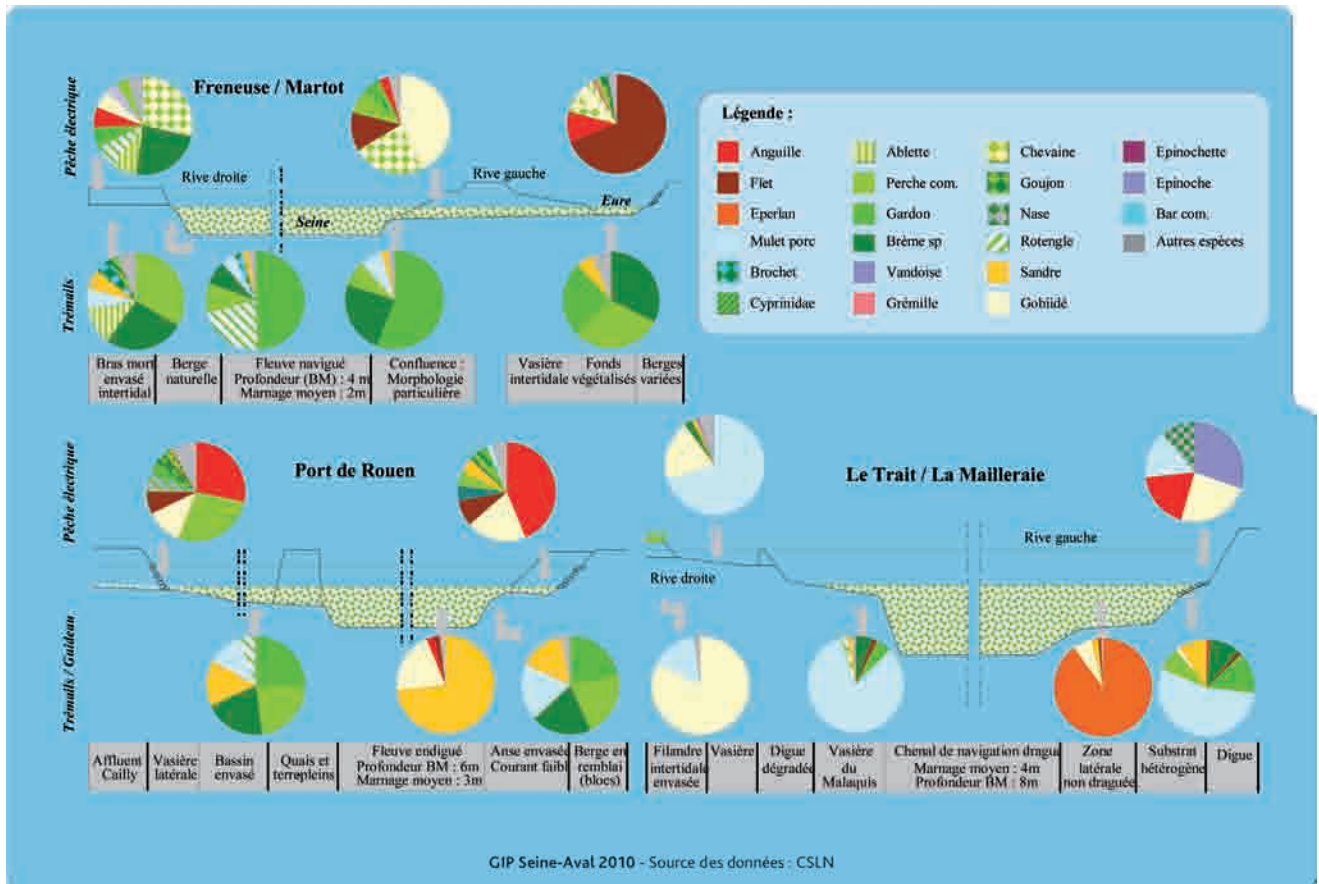 Pêche électrique
Freneuse / Martot
Rive droite
Rive gauche
Seine
Eure
Trémails
Bras mort
envasé
intertidal
Berge
naturelle
Fleuve navigué
Profondeur (BM) : 4 m
Marnage moyen : 2m
Confluence :
Morphologie
particulière
Vasière
intertidale
Fonds
végétalisés
Berges
variées
Légende :
Anguille
Flet
Eperlan
Mulet porc
Brochet
Cyprinidae
Ablette
Perche com.
Gardon
Brème sp
Vandoise
Grémille
Chevaine
Goujon
Nase
Rotengle
Sandre
Gobiidé
Epinochette
Epinoche
Bar com.
Autres espèces
Pêche électrique
Port de Rouen
Trémails / Guideau
Affluent
Cailly
Vasière
latérale
Bassin
envasé
Quais et
terrepleins
Fleuve endigué
Profondeur BM : 6m
Marnage moyen : 3m
Anse envasée
Courant faibl
Berge en
remblai
(blocs)
Le Trait / La Mailleraie
Rive gauche
Rive droite
Filandre
intertidale
envasée
Vasière
Digue
dégradée
Vasière
du
Malaquis
Chenal de navigation dragu
Marnage moyen : 4m
Profondeur BM : 8m
Zone
latérale
non draguée
Substrat
hétérogène
Digue
GIP Seine-Aval 2010 - Source des données : CSLN